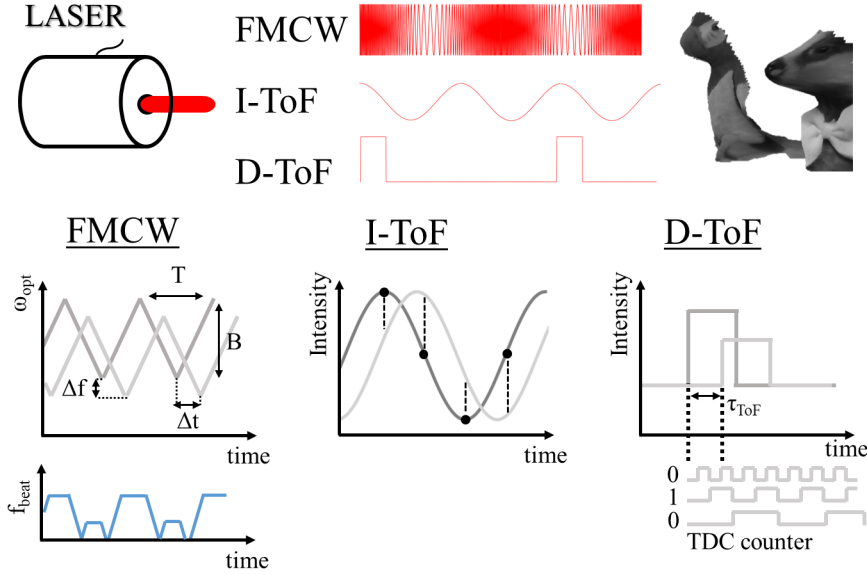 LASER
FMCW
I-ToF
D-ToF
FMCW
ω_opt
T
B
Δf
Δt
time
f_beat
time
I-ToF
Intensity
time
D-ToF
Intensity
τ_ToF
time
0
1
0
TDC counter